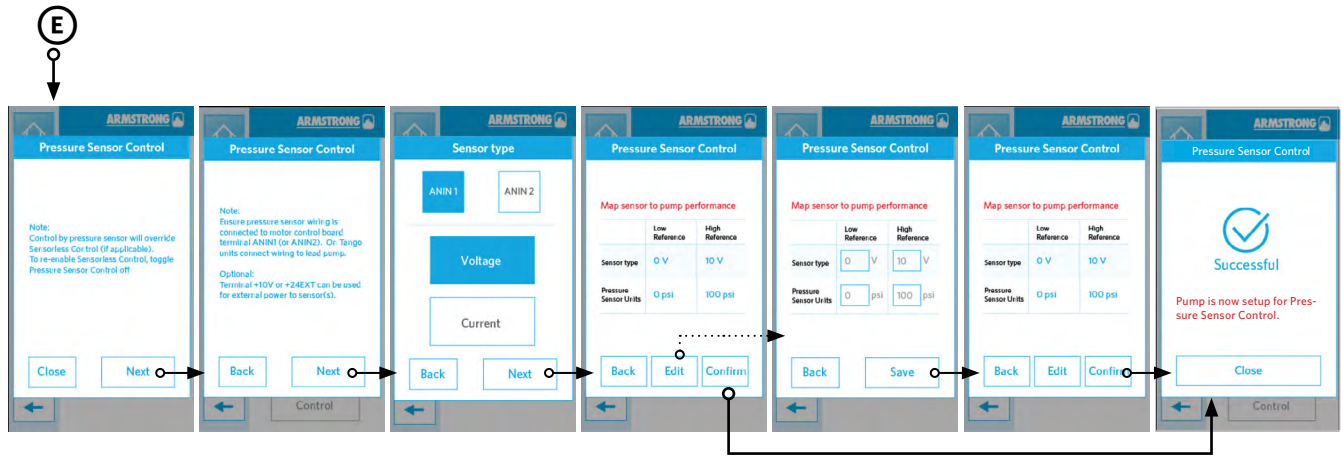 E
ARMSTRONG
Pressure Sensor Control
Note:
Control by pressure sensor will override
Sensorless Control (if applicable).
To re-enable Sensorless Control, toggle
Pressure Sensor Control off
Close
Next
ARMSTRONG
Pressure Sensor Control
Note:
Ensure pressure sensor wiring is
connected to motor control board
terminal ANIN1 (or ANIN2). On Tango
units connect wiring to lead pump.
Optional:
Terminal +10V or +24EXT can be used
for external power to sensor(s).
Back
Next
Control
ARMSTRONG
Sensor type
ANIN 1
ANIN 2
Voltage
Current
Back
Next
ARMSTRONG
Pressure Sensor Control
Map sensor to pump performance
Low
Reference
High
Reference
Sensor type
0 V
10 V
Pressure
Sensor Units
0 psi
100 psi
Back
Edit
Confirm
ARMSTRONG
Pressure Sensor Control
Map sensor to pump performance
Low
Reference
High
Reference
Sensor type
0 V
10 V
Pressure
Sensor Units
0 psi
100 psi
Back
Save
ARMSTRONG
Pressure Sensor Control
Map sensor to pump performance
Low
Reference
High
Reference
Sensor type
0 V
10 V
Pressure
Sensor Units
0 psi
100 psi
Back
Edit
Confirm
ARMSTRONG
Pressure Sensor Control
Successful
Pump is now setup for Pres-
sure Sensor Control.
Close
Control